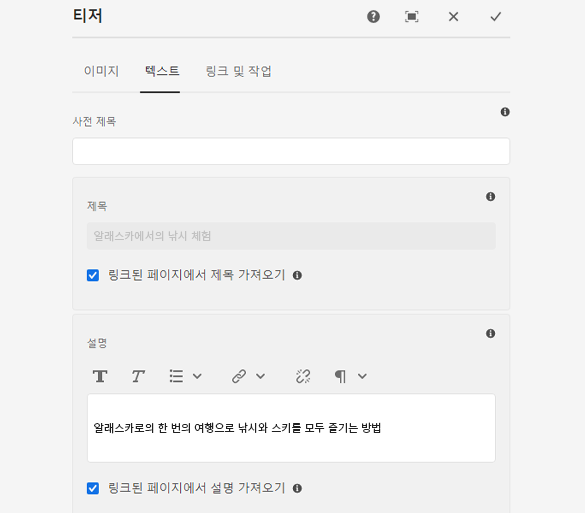 티저
이미지 텍스트 링크 및 작업
사전 제목
제목
알래스카에서의 낚시 체험
링크된 페이지에서 제목 가져오기
설명
알래스카로의 한 번의 여행으로 낚시와 스키를 모두 즐기는 방법
링크된 페이지에서 설명 가져오기